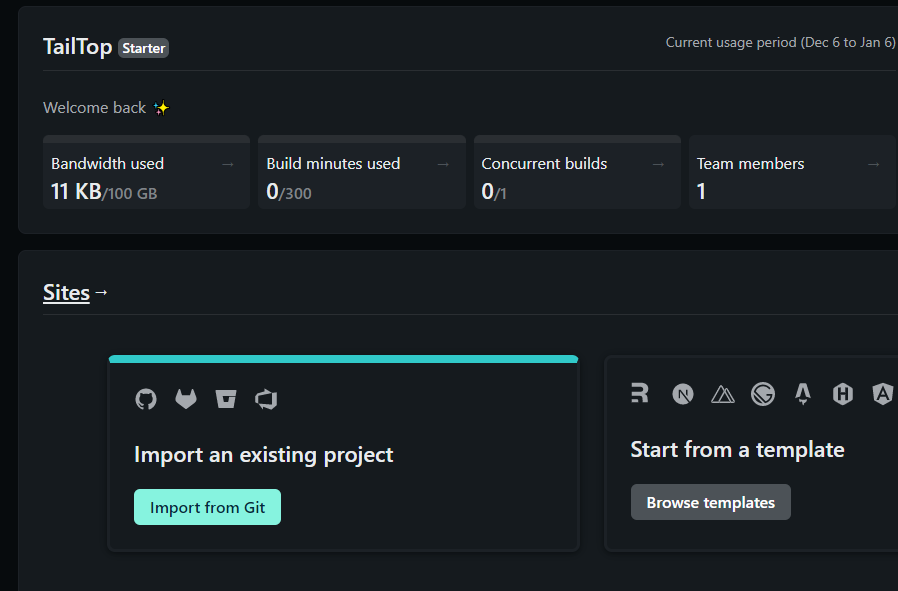 TailTop Starter
Current usage period (Dec 6 to Jan 6)
Welcome back ✨
Bandwidth used →
11 KB/100 GB
Build minutes used →
0/300
Concurrent builds →
0/1
Team members →
1
Sites →
Import an existing project
Import from Git
Start from a template
Browse templates